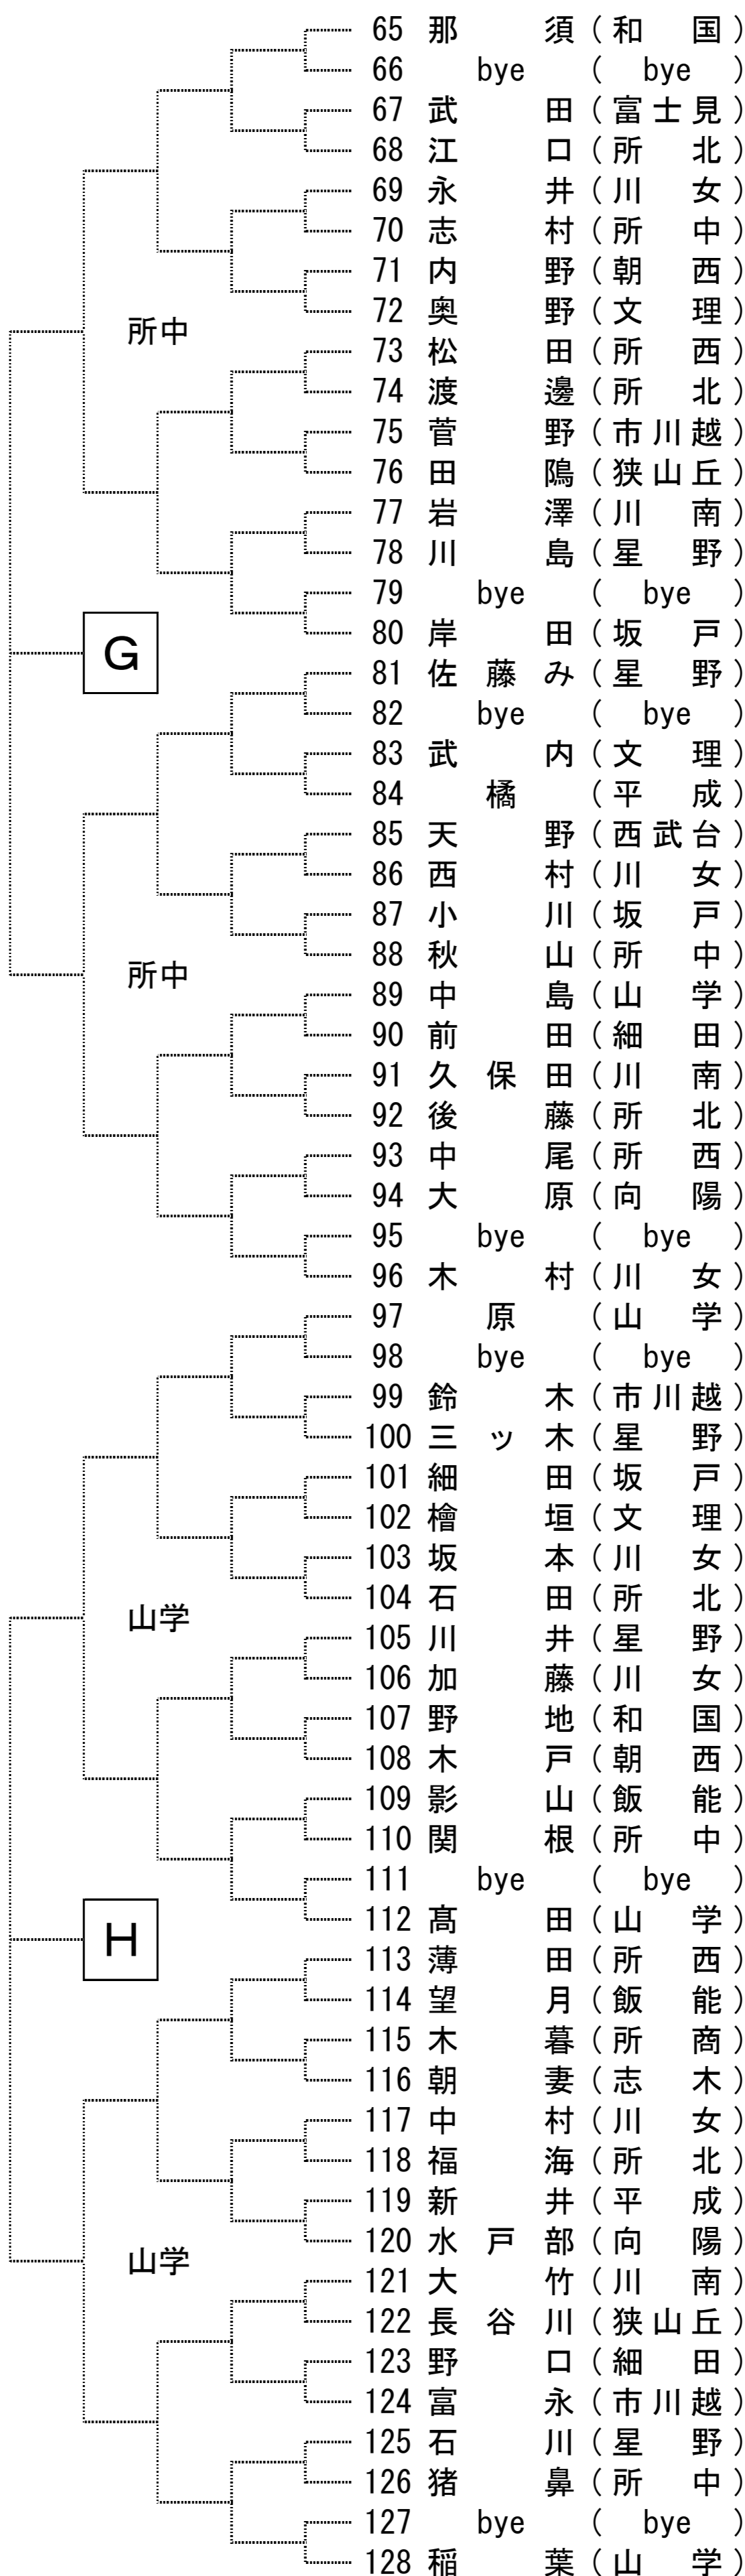 65 那須(和国)
66 bye(bye)
67 武田(富士見)
68 江口(所北)
69 永井(川女)
70 志村(所中)
71 内野(朝西)
72 奥野(文理)
所中
73 松田(所西)
74 渡邊(所北)
75 菅野(市川越)
76 田隝(狭山丘)
77 岩澤(川南)
78 川島(星野)
79 bye(bye)
80 岸田(坂戸)
G
81 佐藤み(星野)
82 bye(bye)
83 武内(文理)
84 橘(平成)
85 天野(西武台)
86 西村(川女)
87 小川(坂戸)
88 秋山(所中)
所中
89 中島(山学)
90 前田(細田)
91 久保田(川南)
92 後藤(所北)
93 中尾(所西)
94 大原(向陽)
95 bye(bye)
96 木村(川女)
97 原(山学)
98 bye(bye)
99 鈴木(市川越)
100 三ッ木(星野)
101 細田(坂戸)
102 檜垣(文理)
103 坂本(川女)
104 石田(所北)
山学
105 川井(星野)
106 加藤(川女)
107 野地(和国)
108 木戸(朝西)
109 影山(飯能)
110 関根(所中)
111 bye(bye)
112 髙田(山学)
H
113 薄田(所西)
114 望月(飯能)
115 木暮(所商)
116 朝妻(志木)
117 中村(川女)
118 福海(所北)
119 新井(平成)
120 水戸部(向陽)
山学
121 大竹(川南)
122 長谷川(狭山丘)
123 野口(細田)
124 富永(市川越)
125 石川(星野)
126 猪鼻(所中)
127 bye(bye)
128 稲葉(山学)